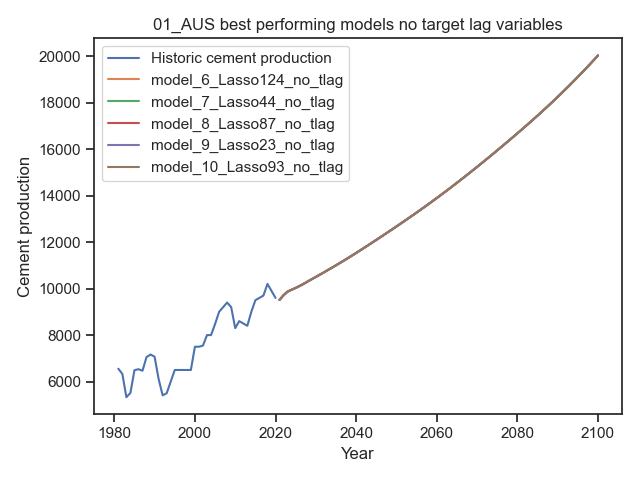 01_AUS best performing models no target lag variables
Historic cement production
model_6_Lasso124_no_tlag
model_7_Lasso44_no_tlag
model_8_Lasso87_no_tlag
model_9_Lasso23_no_tlag
model_10_Lasso93_no_tlag
20000
18000
16000
14000
12000
10000
8000
6000
Cement production
1980
2000
2020
2040
2060
2080
2100
Year